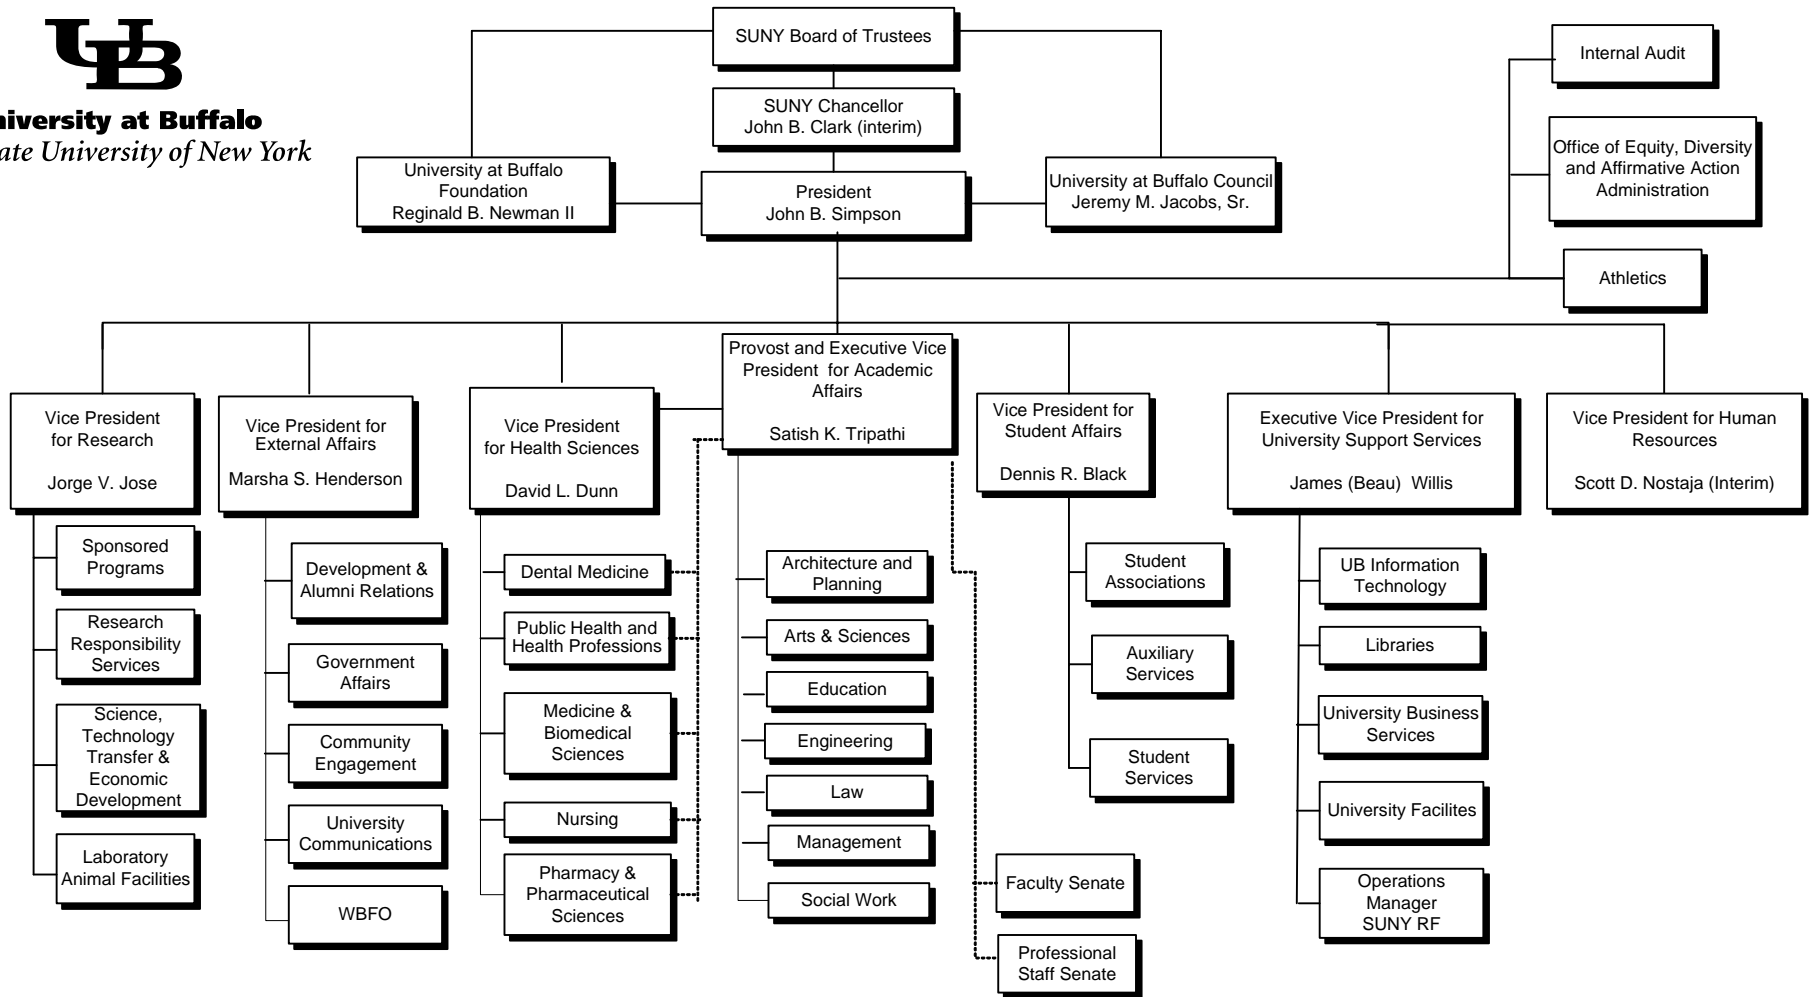 UB
niversity at Buffalo
ate University of New York
SUNY Board of Trustees
SUNY Chancellor
John B. Clark (interim)
University at Buffalo
Foundation
Reginald B. Newman II
President
John B. Simpson
University at Buffalo Council
Jeremy M. Jacobs, Sr.
Internal Audit
Office of Equity, Diversity
and Affirmative Action
Administration
Athletics
Vice President
for Research
Jorge V. Jose
Sponsored
Programs
Research
Responsibility
Services
Science,
Technology
Transfer &
Economic
Development
Laboratory
Animal Facilities
Vice President for
External Affairs
Marsha S. Henderson
Development &
Alumni Relations
Government
Affairs
Community
Engagement
University
Communications
WBFO
Vice President
for Health Sciences
David L. Dunn
Dental Medicine
Public Health and
Health Professions
Medicine &
Biomedical
Sciences
Nursing
Pharmacy &
Pharmaceutical
Sciences
Provost and Executive Vice
President for Academic
Affairs
Satish K. Tripathi
Architecture and
Planning
Arts & Sciences
Education
Engineering
Law
Management
Social Work
Faculty Senate
Professional
Staff Senate
Vice President for
Student Affairs
Dennis R. Black
Student
Associations
Auxiliary
Services
Student
Services
Executive Vice President for
University Support Services
James (Beau) Willis
UB Information
Technology
Libraries
University Business
Services
University Facilites
Operations
Manager
SUNY RF
Vice President for Human
Resources
Scott D. Nostaja (Interim)